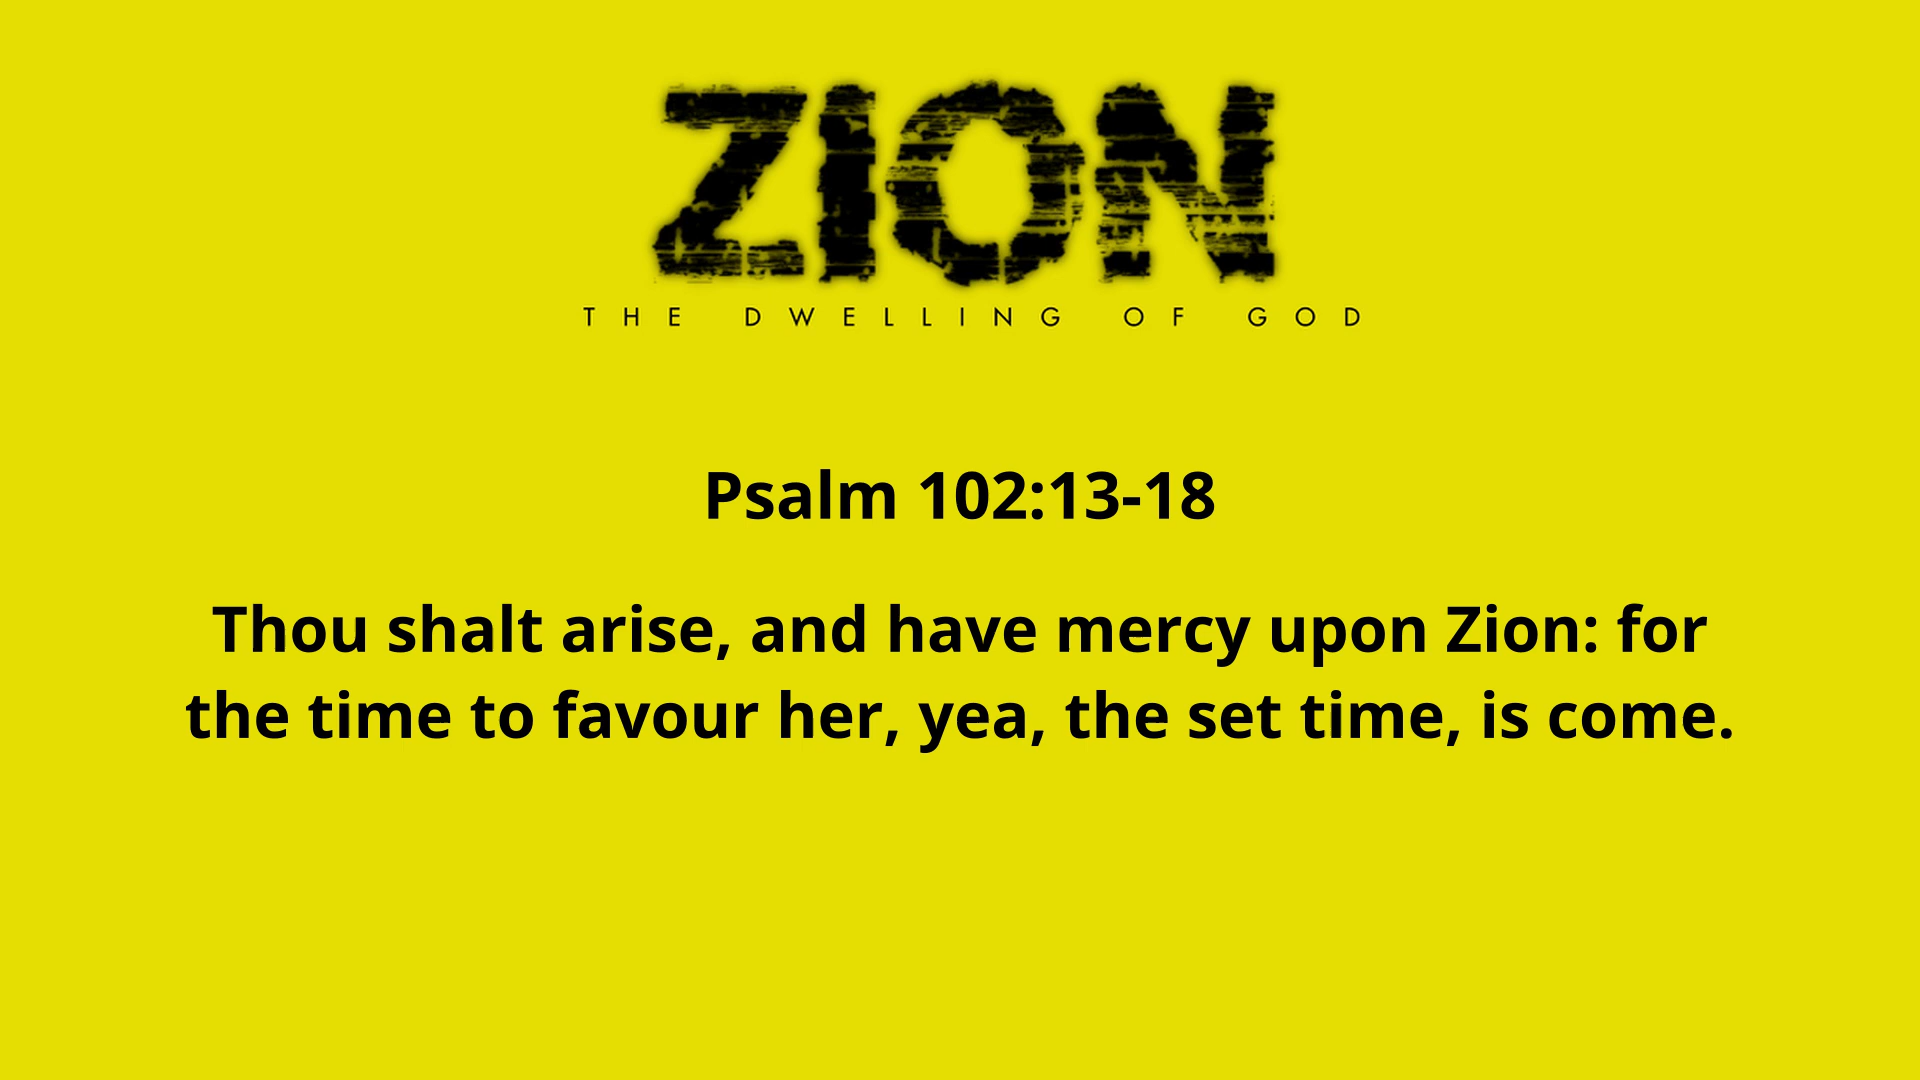 ZION
THE DWELLING OF GOD
Psalm 102:13-18
Thou shalt arise, and have mercy upon Zion: for
the time to favour her, yea, the set time, is come.